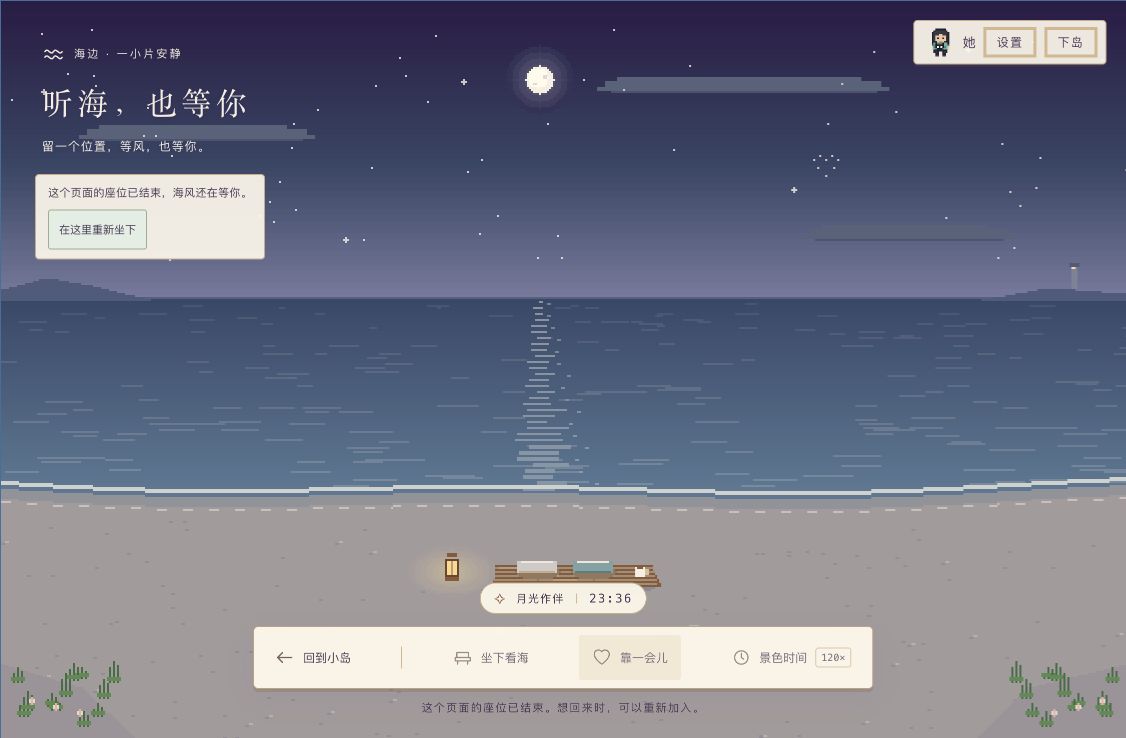 海边 · 一小片安静
她 设置 下岛
听海，也等你
留一个位置，等风，也等你。
这个页面的座位已结束，海风还在等你。
在这里重新坐下
月光作伴 23:36
回到小岛 坐下看海 靠一会儿 景色时间 120×
这个页面的座位已结束。想回来时，可以重新加入。